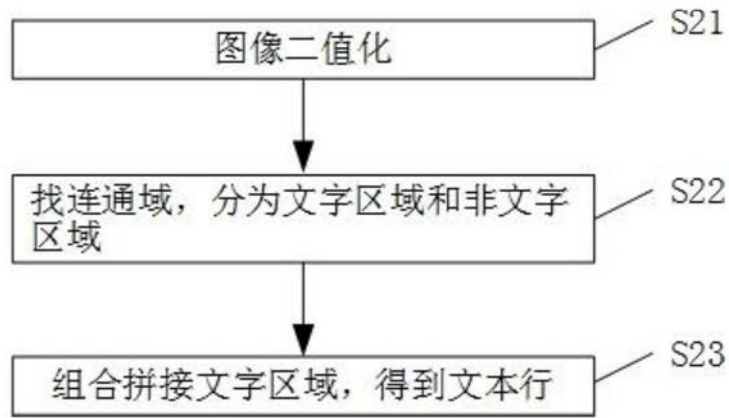 图像二值化
S21
找连通域，分为文字区域和非文字
区域
S22
组合拼接文字区域，得到文本行
S23